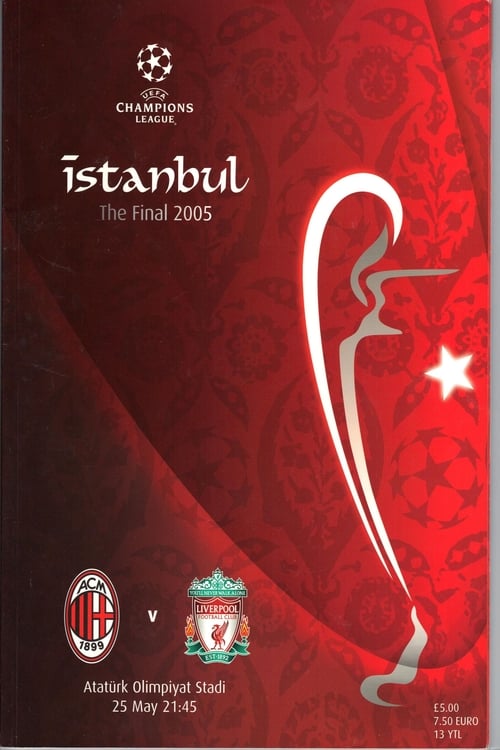 UEFA
CHAMPIONS
LEAGUE
istanbul
The Final 2005
ACM
1899
v
YOU'LL NEVER WALK ALONE
LIVERPOOL
FOOTBALL CLUB
EST·1892
Atatürk Olimpiyat Stadi
25 May 21:45
£5.00
7.50 EURO
13 YTL